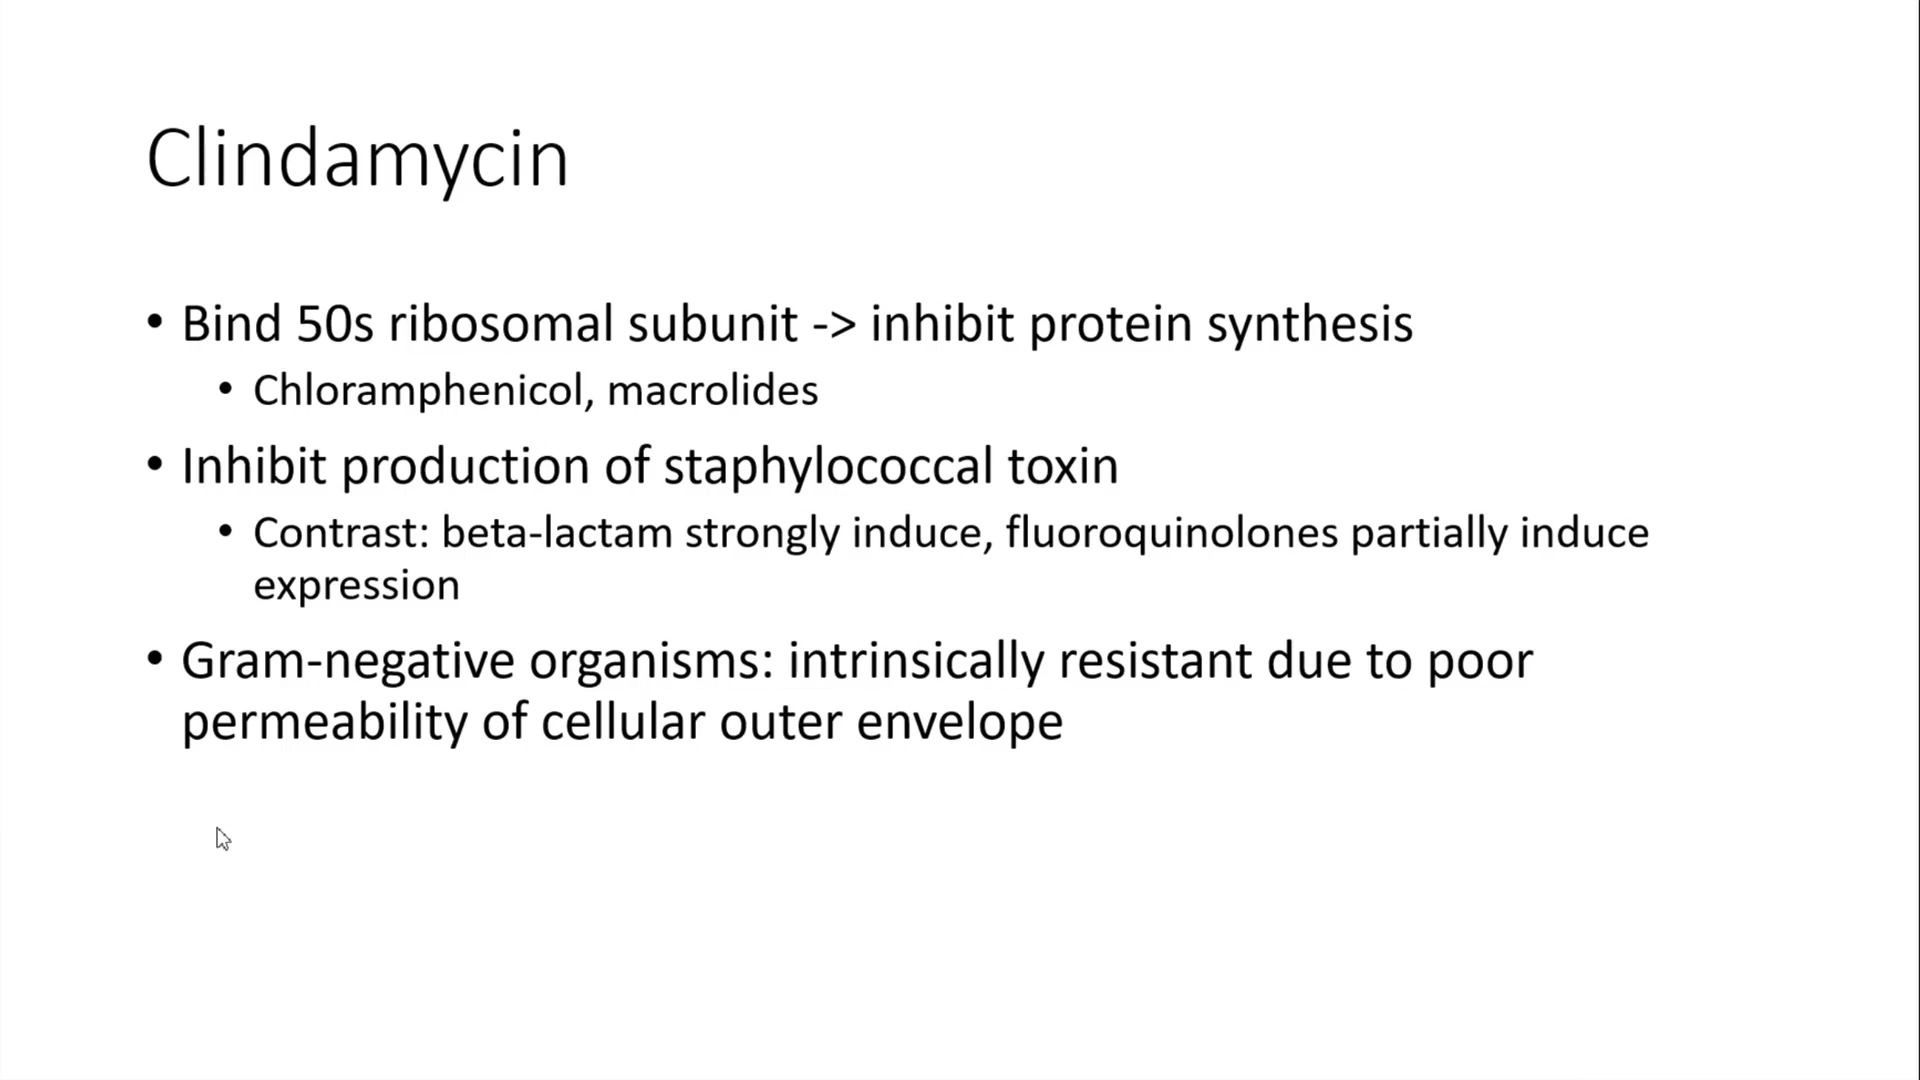 Clindamycin
• Bind 50s ribosomal subunit -> inhibit protein synthesis
• Chloramphenicol, macrolides
• Inhibit production of staphylococcal toxin
• Contrast: beta-lactam strongly induce, fluoroquinolones partially induce
expression
• Gram-negative organisms: intrinsically resistant due to poor
permeability of cellular outer envelope